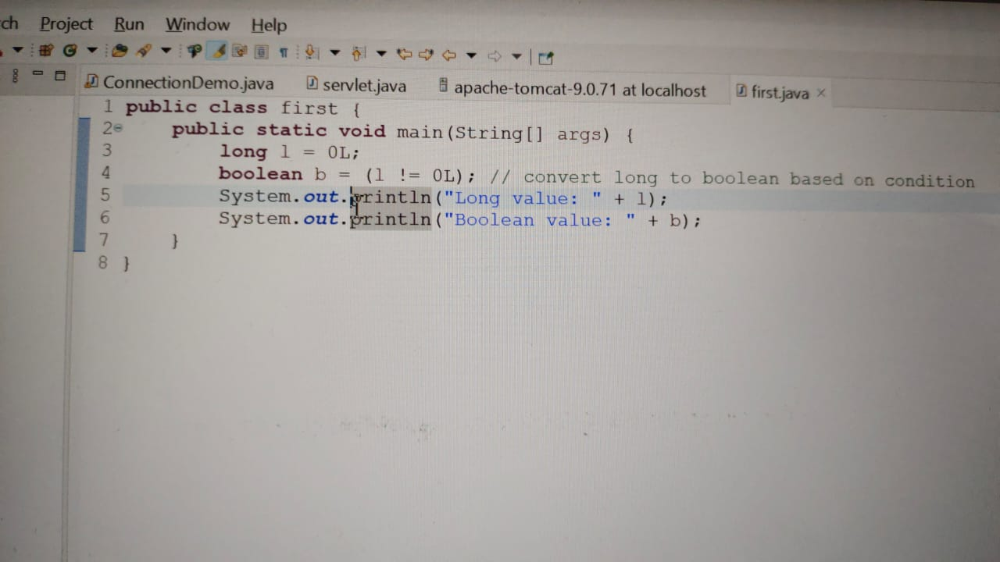 Project Run Window Help
ConnectionDemo.java servlet.java apache-tomcat-9.0.71 at localhost first.java
1 public class first {
2 public static void main(String[] args) {
3 long l = 0L;
4 boolean b = (l != 0L); // convert long to boolean based on condition
5 System.out.println("Long value: " + l);
6 System.out.println("Boolean value: " + b);
7 }
8 }